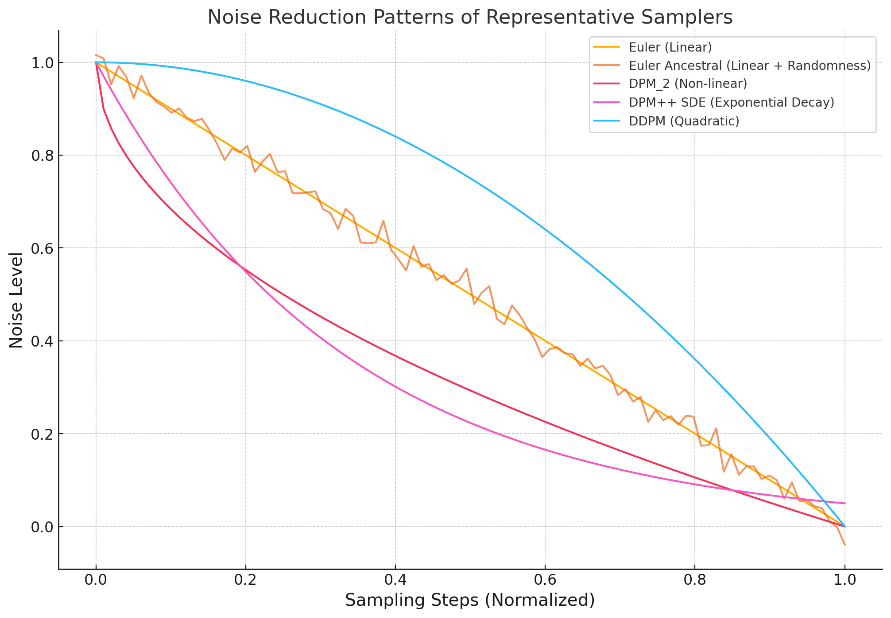 Noise Reduction Patterns of Representative Samplers
Euler (Linear)
Euler Ancestral (Linear + Randomness)
DPM_2 (Non-linear)
DPM++ SDE (Exponential Decay)
DDPM (Quadratic)
Noise Level
1.0
0.8
0.6
0.4
0.2
0.0
0.0 0.2 0.4 0.6 0.8 1.0
Sampling Steps (Normalized)